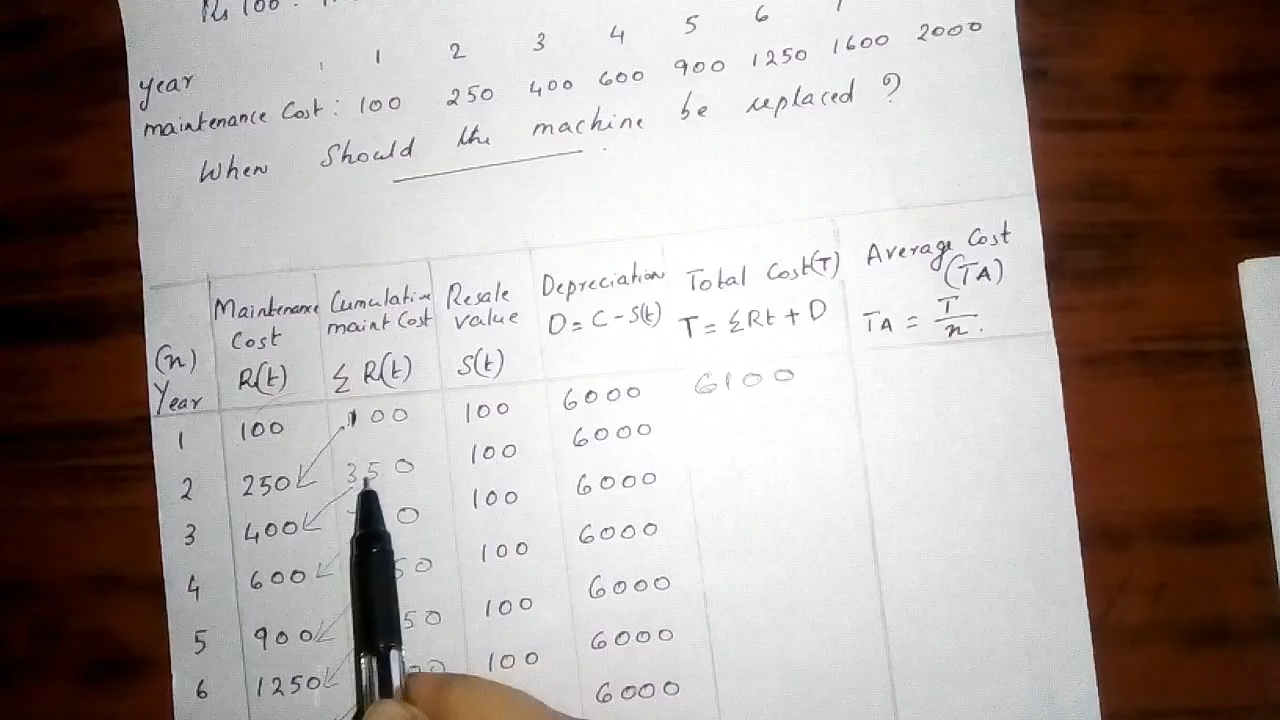 Rs 100.
year 1 2 3 4 5 6
maintenance Cost : 100 250 400 600 900 1250 1600 2000
When should the machine be replaced ?
(n) Year
Maintenance Cost R(t)
Cumulative maint Cost Σ R(t)
Resale value S(t)
Depreciation D = C - S(t)
Total Cost(T) T = ΣRt + D
Average Cost (TA) TA = T/n.
1 100 100 100 6000 6100
2 250 350 100 6000
3 400 100 6000
4 600 100 6000
5 900 100 6000
6 1250 100 6000
6000